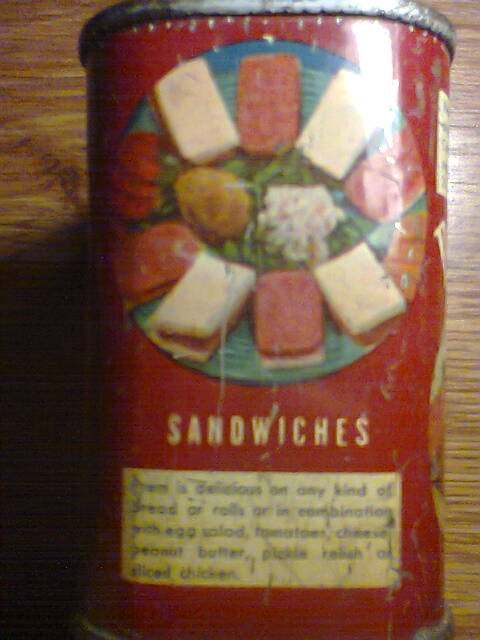 SANDWICHES
Prem is delicious on any kind of
bread or rolls or in combination
with egg salad, tomatoes, cheese,
peanut butter, pickle relish or
sliced chicken.